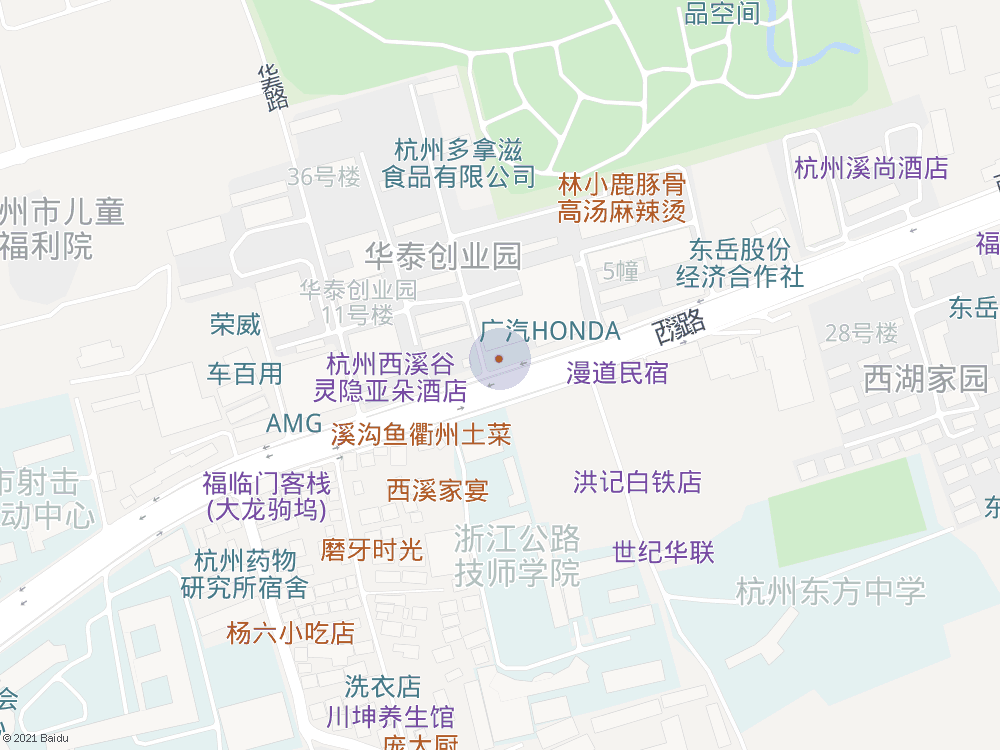 品空间
华泰路
杭州多拿滋
食品有限公司
36号楼
林小鹿豚骨
高汤麻辣烫
杭州溪尚酒店
州市儿童
福利院
华泰创业园
东岳股份
经济合作社
5幢
福
华泰创业园
11号楼
东岳
荣威
广汽HONDA
西溪路
28号楼
杭州西溪谷
灵隐亚朵酒店
车百用
漫道民宿
西湖家园
AMG
溪沟鱼衢州土菜
市射击
动中心
福临门客栈
(大龙驹坞)
西溪家宴
洪记白铁店
东
浙江公路
技师学院
磨牙时光
世纪华联
杭州药物
研究所宿舍
杭州东方中学
杨六小吃店
洗衣店
川坤养生馆
会
庞大厨
© 2021 Baidu